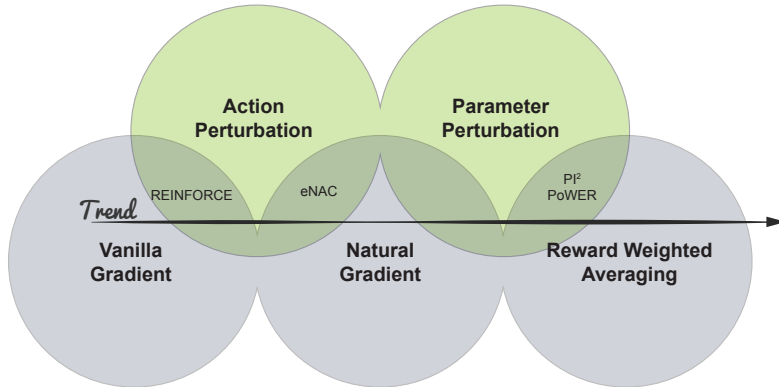 Action
Perturbation
Parameter
Perturbation
REINFORCE
eNAC
PI²
PoWER
Trend
Vanilla
Gradient
Natural
Gradient
Reward Weighted
Averaging